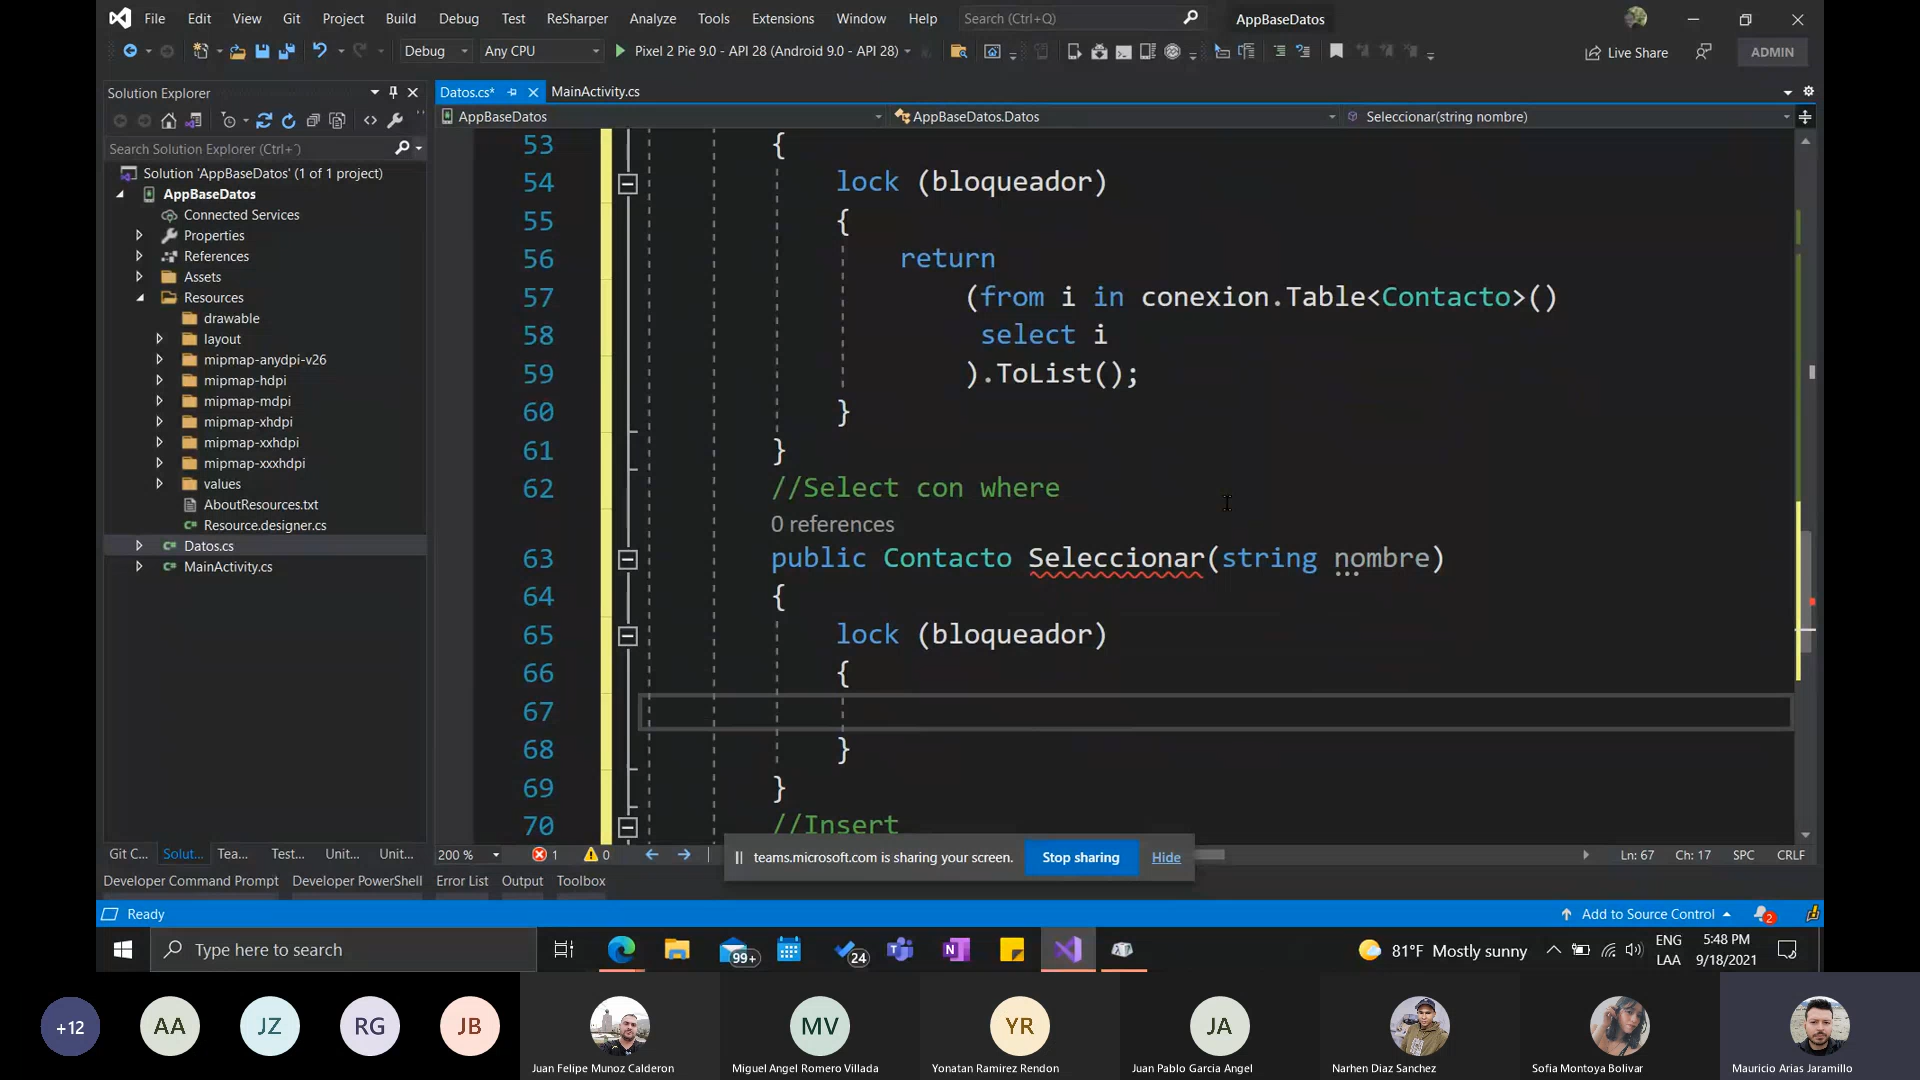 File Edit View Git Project Build Debug Test ReSharper Analyze Tools Extensions Window Help Search (Ctrl+Q) AppBaseDatos
Debug Any CPU Pixel 2 Pie 9.0 - API 28 (Android 9.0 - API 28) Live Share ADMIN
Solution Explorer
Datos.cs* MainActivity.cs
AppBaseDatos AppBaseDatos.Datos Seleccionar(string nombre)
Search Solution Explorer (Ctrl+¨)
Solution 'AppBaseDatos' (1 of 1 project)
AppBaseDatos
Connected Services
Properties
References
Assets
Resources
drawable
layout
mipmap-anydpi-v26
mipmap-hdpi
mipmap-mdpi
mipmap-xhdpi
mipmap-xxhdpi
mipmap-xxxhdpi
values
AboutResources.txt
Resource.designer.cs
Datos.cs
MainActivity.cs
53 {
54 lock (bloqueador)
55 {
56 return
57 (from i in conexion.Table<Contacto>()
58 select i
59 ).ToList();
60 }
61 }
62 //Select con where
0 references
63 public Contacto Seleccionar(string nombre)
64 {
65 lock (bloqueador)
66 {
67
68 }
69 }
70 //Insert
Git C... Solut... Tea... Test... Unit... Unit...
200 % 1 0 Ln: 67 Ch: 17 SPC CRLF
teams.microsoft.com is sharing your screen. Stop sharing Hide
Developer Command Prompt Developer PowerShell Error List Output Toolbox
Ready Add to Source Control 2
Type here to search 99+ 24 81°F Mostly sunny ENG LAA 5:48 PM 9/18/2021
+12 AA JZ RG JB MV YR JA
Juan Felipe Munoz Calderon Miguel Angel Romero Villada Yonatan Ramirez Rendon Juan Pablo Garcia Angel Narhen Diaz Sanchez Sofia Montoya Bolivar Mauricio Arias Jaramillo